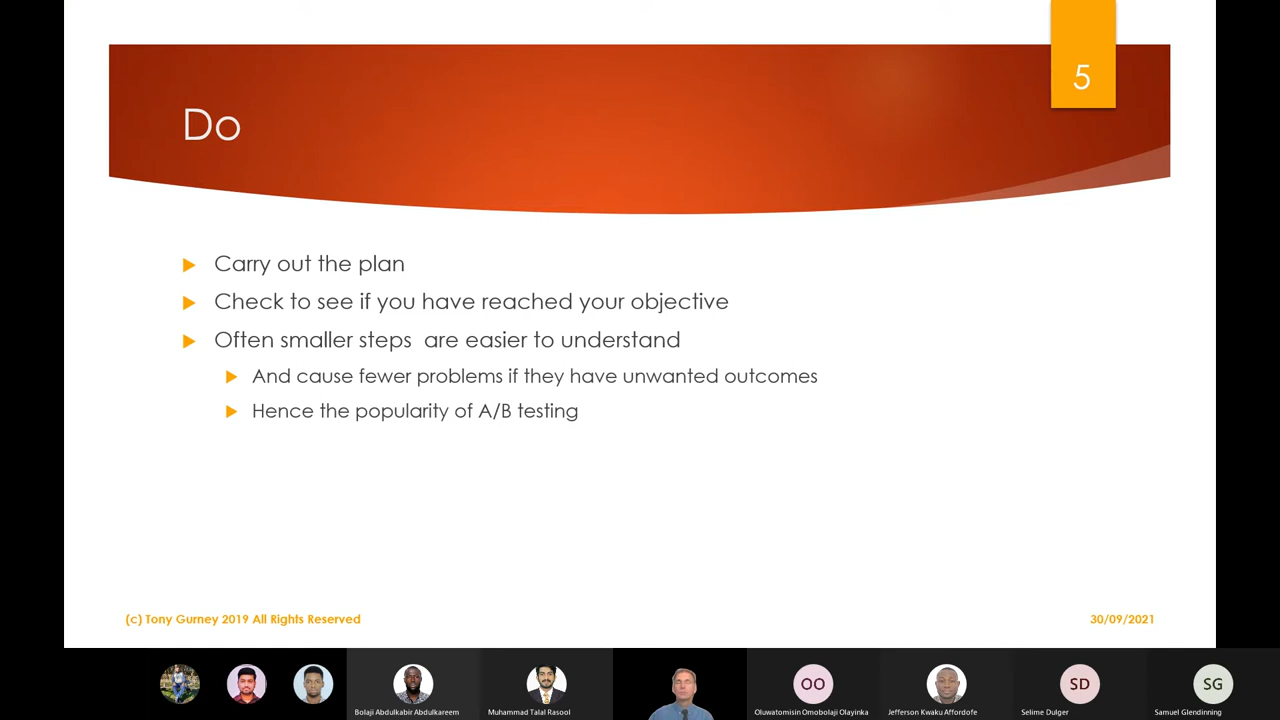 5
Do
Carry out the plan
Check to see if you have reached your objective
Often smaller steps  are easier to understand
And cause fewer problems if they have unwanted outcomes
Hence the popularity of A/B testing
(c) Tony Gurney 2019 All Rights Reserved
30/09/2021
OO
SD
SG
Bolaji Abdulkabir Abdulkareem
Muhammad Talal Rasool
Oluwatomisin Omobolaji Olayinka
Jefferson Kwaku Affordofe
Selime Dulger
Samuel Glendinning